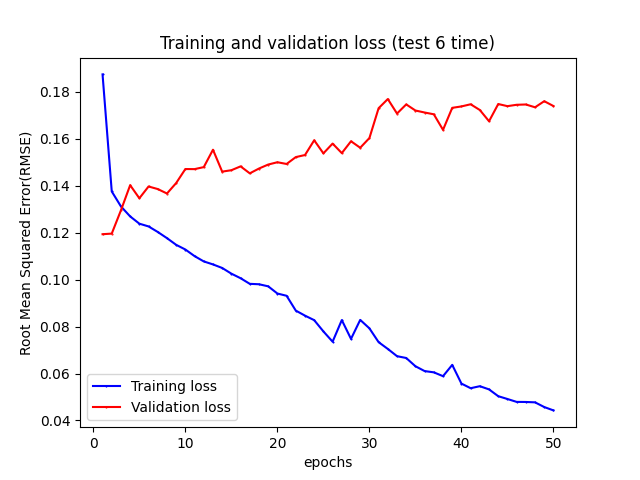 Training and validation loss (test 6 time)
Root Mean Squared Error(RMSE)
0.18
0.16
0.14
0.12
0.10
0.08
0.06
0.04
Training loss
Validation loss
0 10 20 30 40 50
epochs